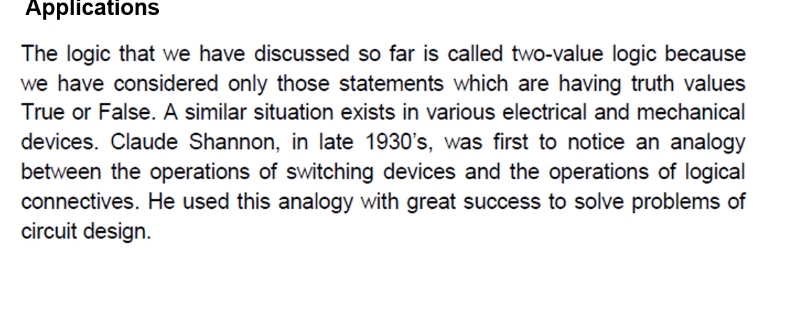 Applications
The logic that we have discussed so far is called two-value logic because
we have considered only those statements which are having truth values
True or False. A similar situation exists in various electrical and mechanical
devices. Claude Shannon, in late 1930’s, was first to notice an analogy
between the operations of switching devices and the operations of logical
connectives. He used this analogy with great success to solve problems of
circuit design.